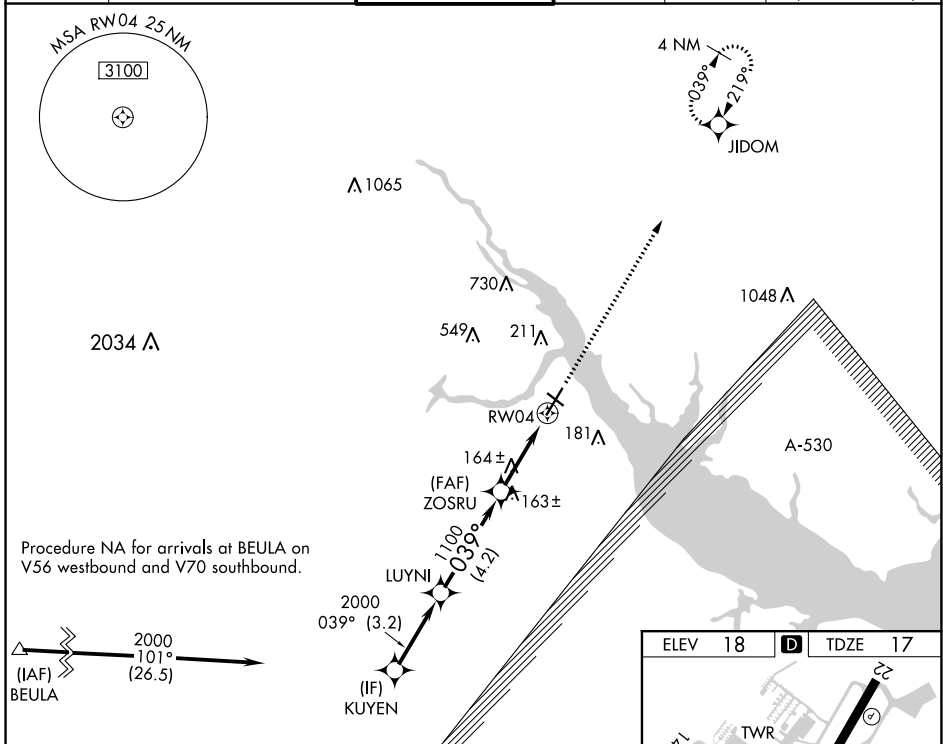 MSA RW04 25 NM
3100
4 NM
039°
219°
JIDOM
1065
730
1048
2034
549
211
RW04
181
A-530
164±
(FAF)
ZOSRU
163±
1100
039°
(4.2)
Procedure NA for arrivals at BEULA on
V56 westbound and V70 southbound.
LUYNI
2000
039° (3.2)
2000
101°
(26.5)
(IAF)
BEULA
(IF)
KUYEN
ELEV 18 D TDZE 17
22
P
TWR